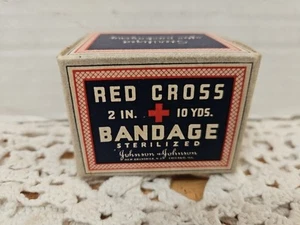 RED CROSS
2 IN. 10 YDS.
BANDAGE
STERILIZED
Johnson & Johnson